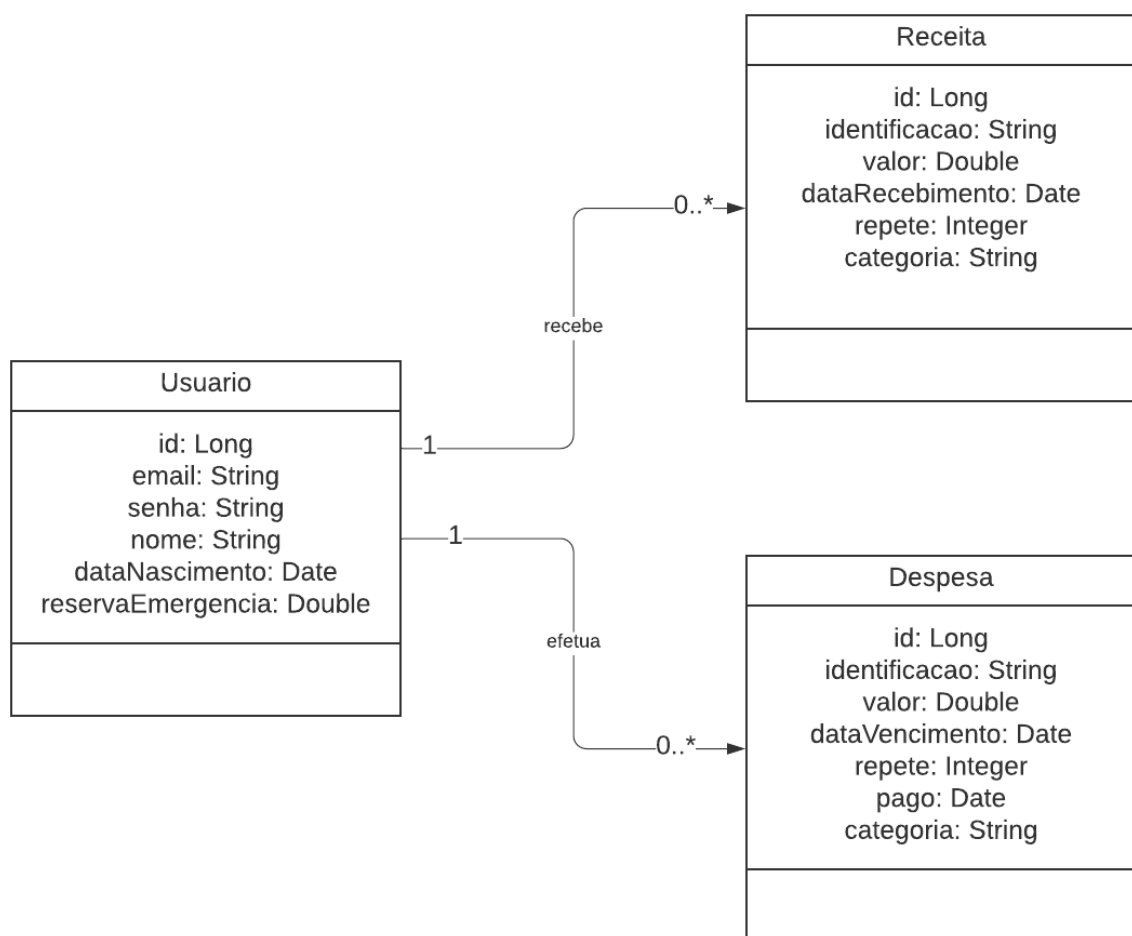 Receita
id: Long
identificacao: String
valor: Double
dataRecebimento: Date
repete: Integer
categoria: String
0..*
recebe
Usuario
id: Long
email: String
senha: String
nome: String
dataNascimento: Date
reservaEmergencia: Double
1
1
efetua
0..*
Despesa
id: Long
identificacao: String
valor: Double
dataVencimento: Date
repete: Integer
pago: Date
categoria: String